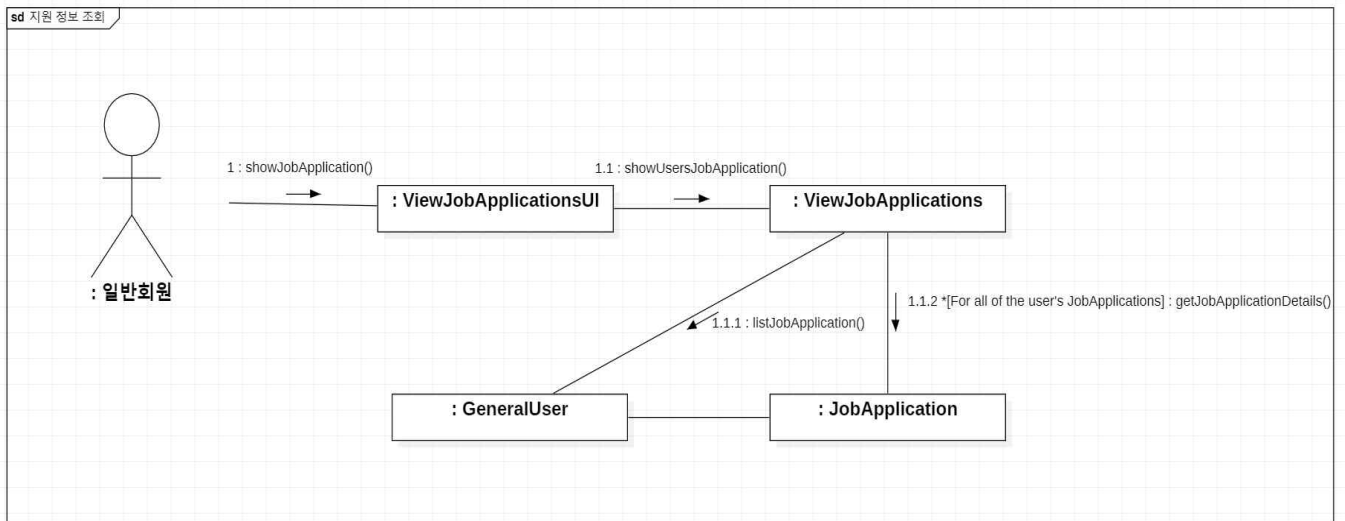 sd 지원 정보 조회
1 : showJobApplication()
1.1 : showUsersJobApplication()
: ViewJobApplicationsUI
: ViewJobApplications
: 일반회원
1.1.2 *[For all of the user's JobApplications] : getJobApplicationDetails()
1.1.1 : listJobApplication()
: GeneralUser
: JobApplication